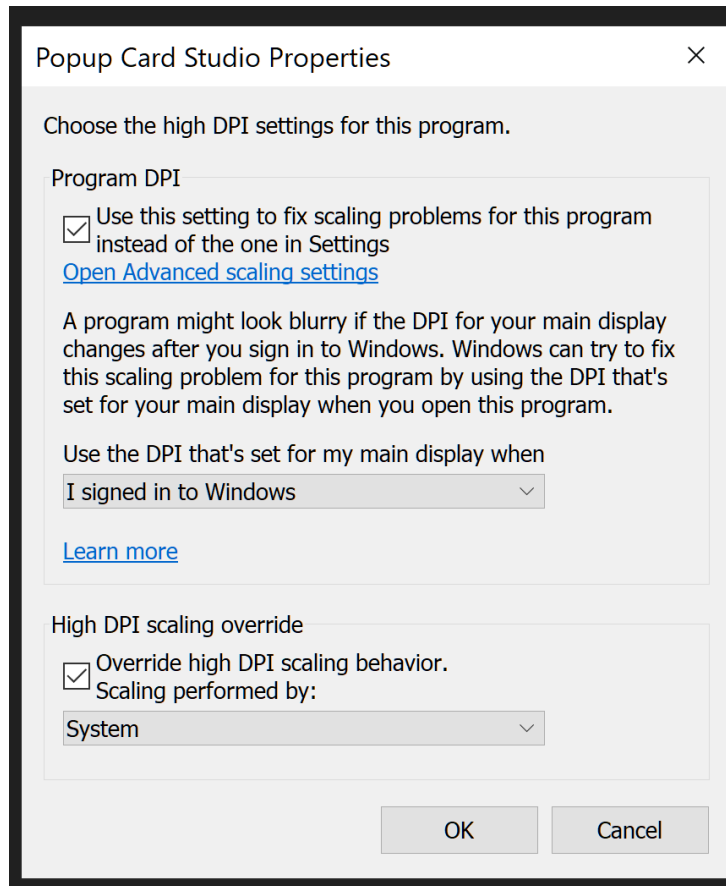 Popup Card Studio Properties
Choose the high DPI settings for this program.
Program DPI
Use this setting to fix scaling problems for this program
instead of the one in Settings
Open Advanced scaling settings
A program might look blurry if the DPI for your main display
changes after you sign in to Windows. Windows can try to fix
this scaling problem for this program by using the DPI that's
set for your main display when you open this program.
Use the DPI that's set for my main display when
I signed in to Windows
Learn more
High DPI scaling override
Override high DPI scaling behavior.
Scaling performed by:
System
OK
Cancel